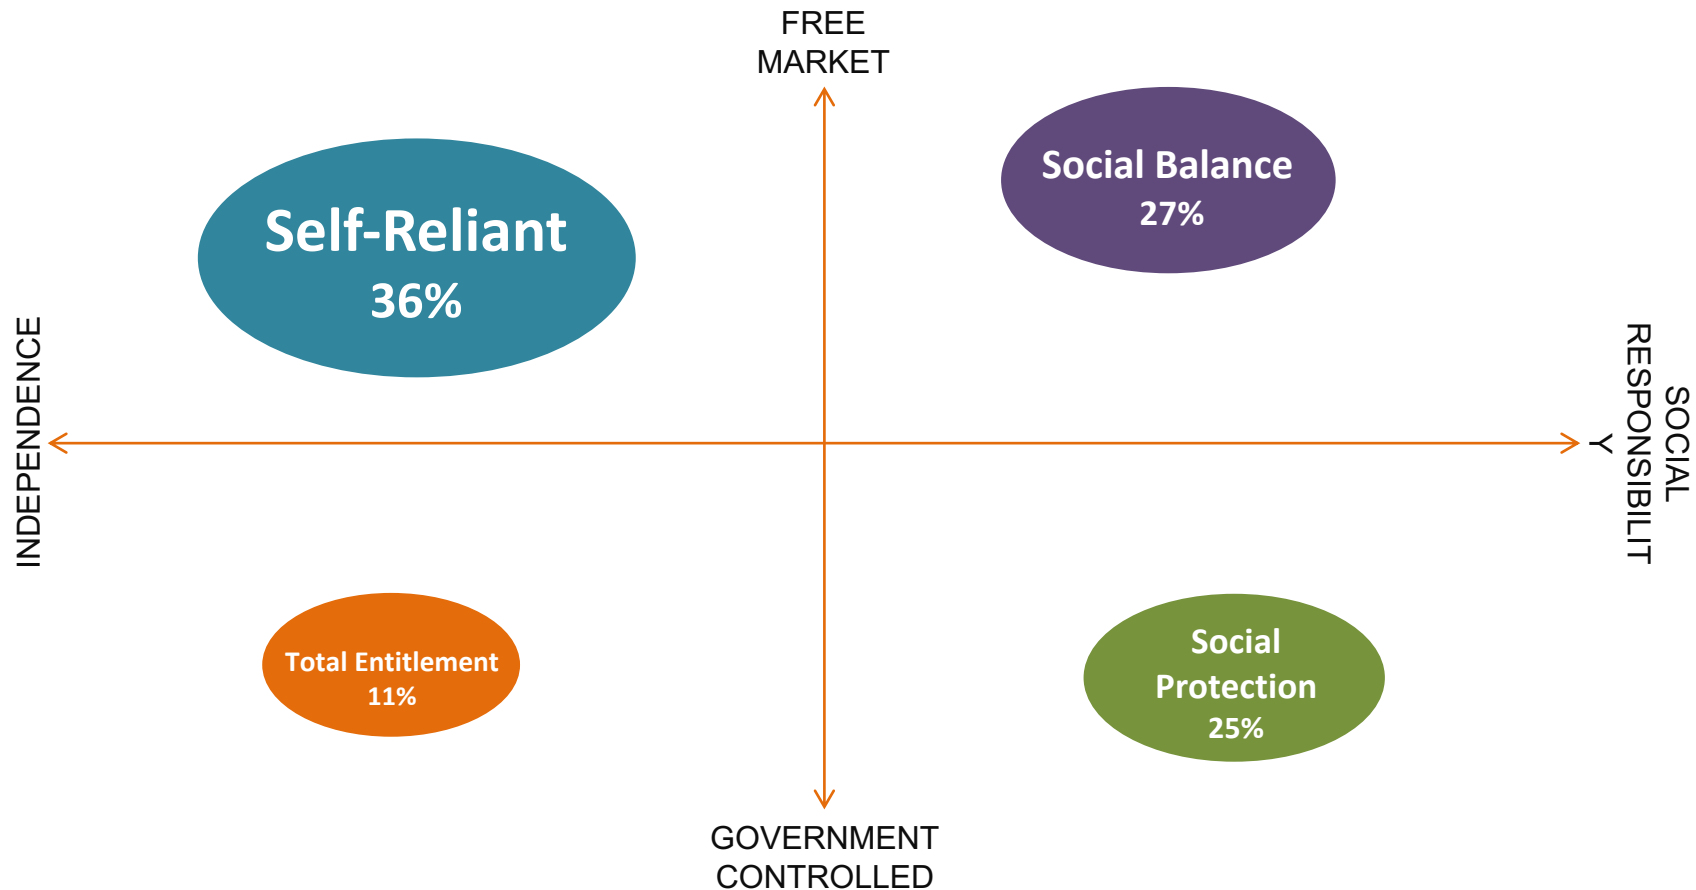 FREE
MARKET
Social Balance
27%
Self-Reliant
36%
INDEPENDENCE
SOCIAL
RESPONSIBILIT
Y
Total Entitlement
11%
Social
Protection
25%
GOVERNMENT
CONTROLLED